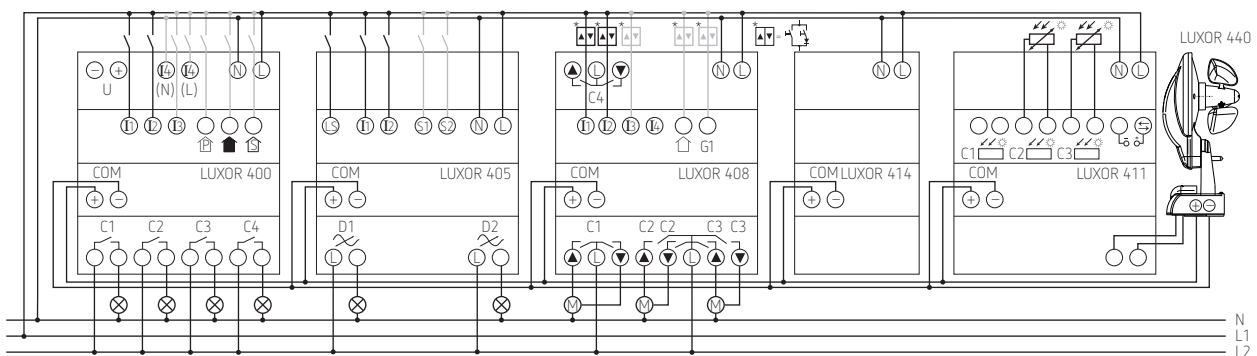 * * * * * *
LUXOR 440
I4 I4 N L
U (N) (L)
I1 I2 I3
P S
COM LUXOR 400
C1 C2 C3 C4
LS I1 I2 S1 S2 N L
COM LUXOR 405
D1 D2
L L
L N L
C4
I1 I2 I3 I4
G1
COM LUXOR 408
C1 C2 C2 C3 C3
L L
M M M
N L
COM LUXOR 414
N L
C1 C2 C3
COM LUXOR 411
N
L1
L2